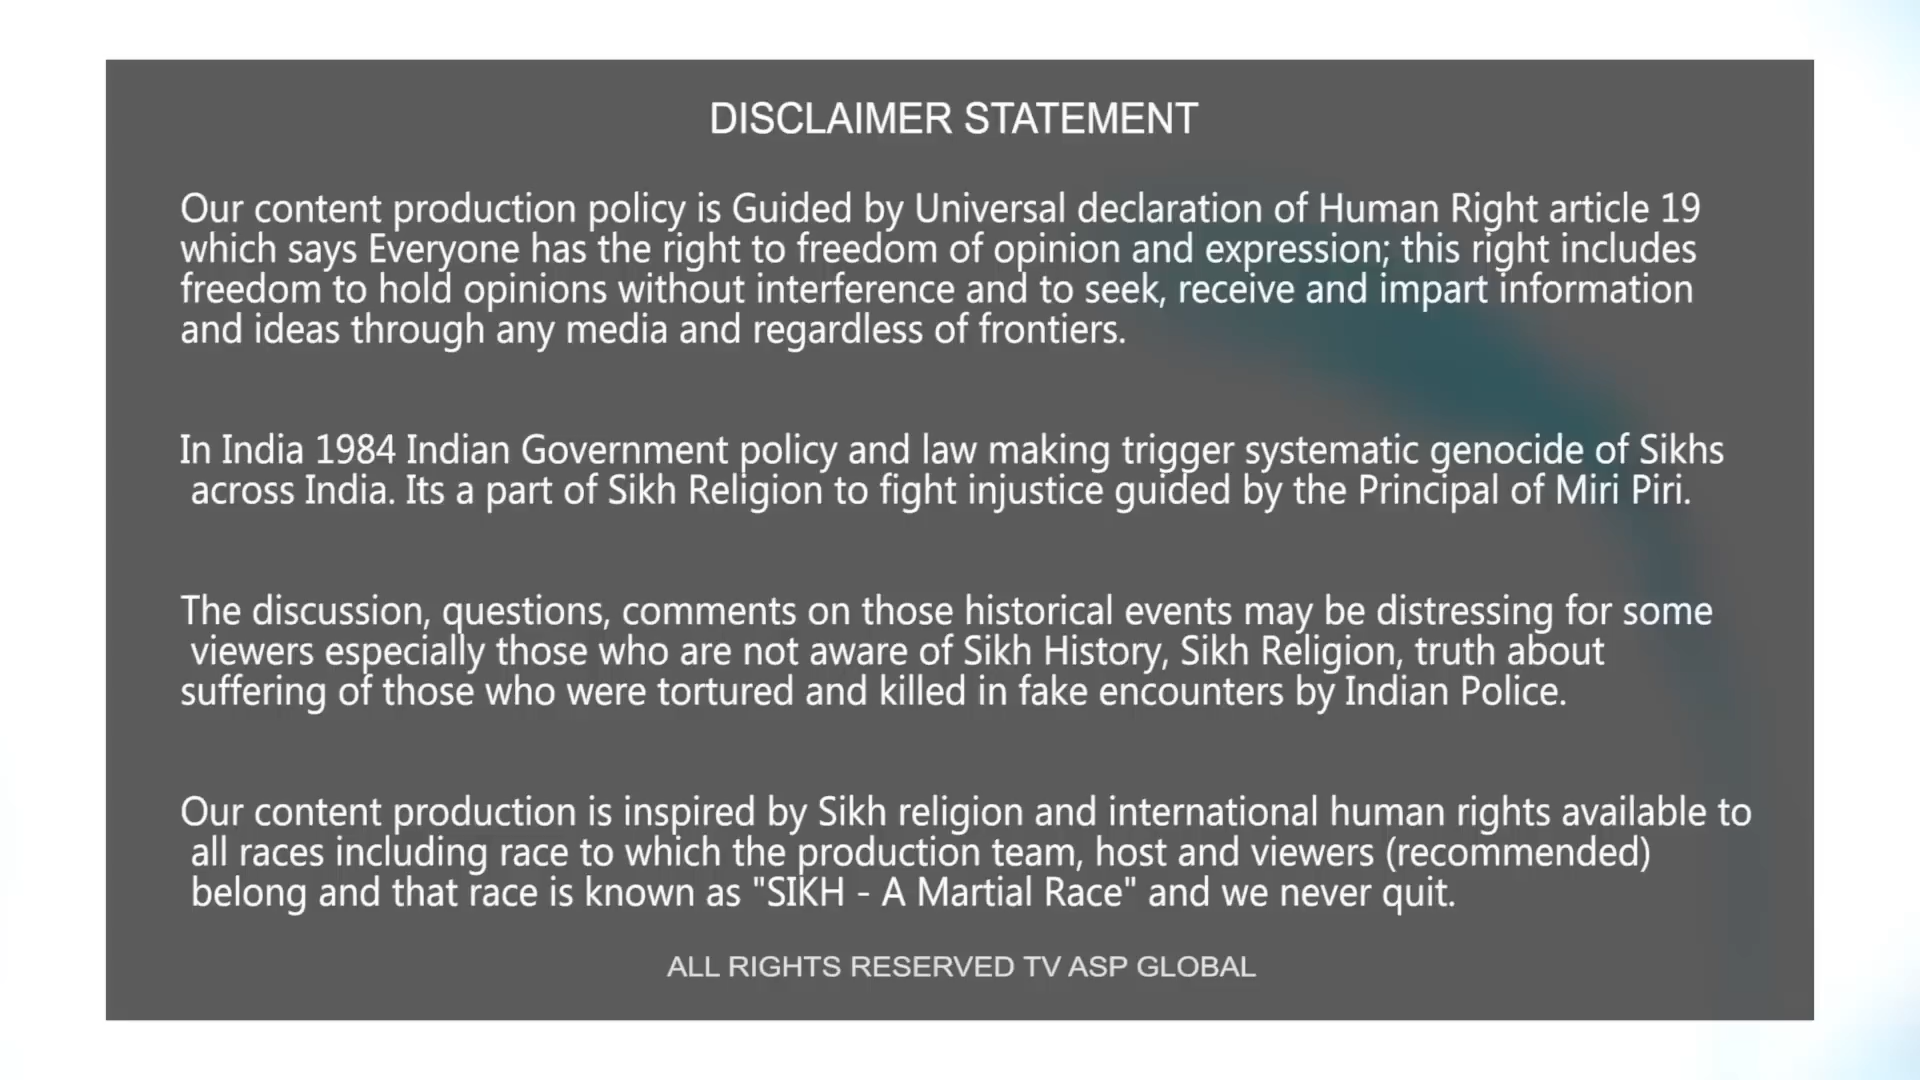 DISCLAIMER STATEMENT
Our content production policy is Guided by Universal declaration of Human Right article 19
which says Everyone has the right to freedom of opinion and expression; this right includes
freedom to hold opinions without interference and to seek, receive and impart information
and ideas through any media and regardless of frontiers.
In India 1984 Indian Government policy and law making trigger systematic genocide of Sikhs
across India. Its a part of Sikh Religion to fight injustice guided by the Principal of Miri Piri.
The discussion, questions, comments on those historical events may be distressing for some
viewers especially those who are not aware of Sikh History, Sikh Religion, truth about
suffering of those who were tortured and killed in fake encounters by Indian Police.
Our content production is inspired by Sikh religion and international human rights available to
all races including race to which the production team, host and viewers (recommended)
belong and that race is known as "SIKH - A Martial Race" and we never quit.
ALL RIGHTS RESERVED TV ASP GLOBAL